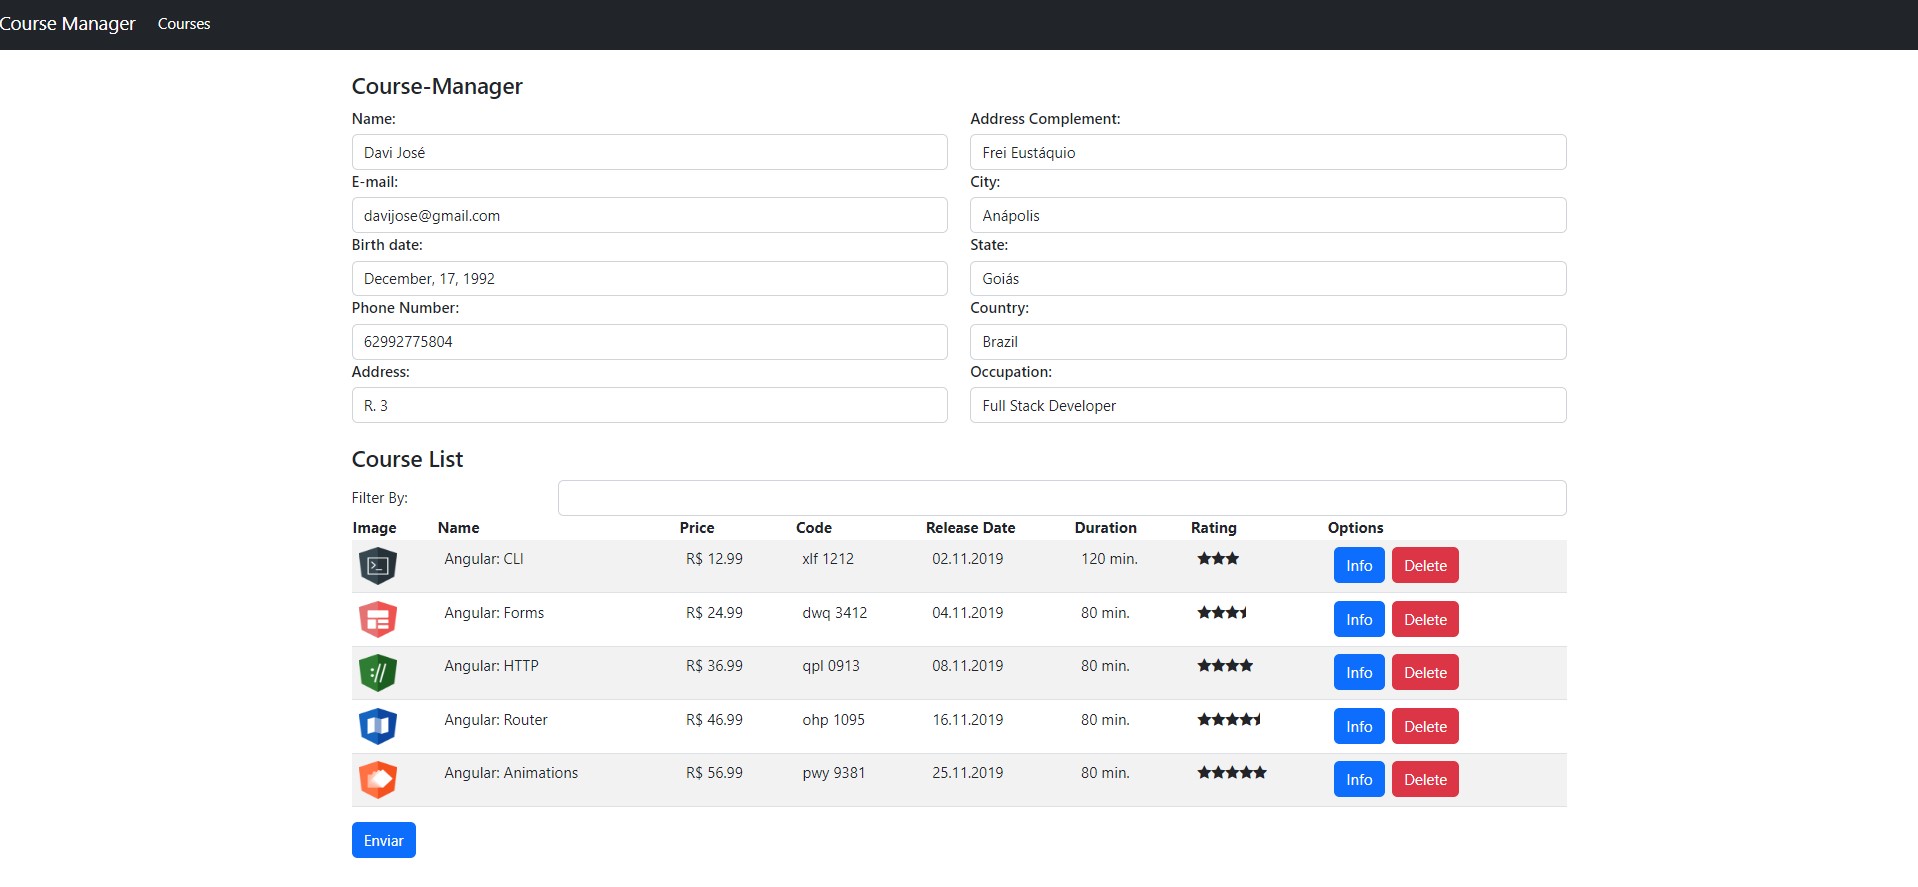 Course Manager Courses
Course-Manager
Name: Address Complement:
Davi José Frei Eustáquio
E-mail: City:
davijose@gmail.com Anápolis
Birth date: State:
December, 17, 1992 Goiás
Phone Number: Country:
62992775804 Brazil
Address: Occupation:
R. 3 Full Stack Developer
Course List
Filter By:
Image Name Price Code Release Date Duration Rating Options
Angular: CLI R$ 12.99 xlf 1212 02.11.2019 120 min. Info Delete
Angular: Forms R$ 24.99 dwq 3412 04.11.2019 80 min. Info Delete
Angular: HTTP R$ 36.99 qpl 0913 08.11.2019 80 min. Info Delete
Angular: Router R$ 46.99 ohp 1095 16.11.2019 80 min. Info Delete
Angular: Animations R$ 56.99 pwy 9381 25.11.2019 80 min. Info Delete
Enviar